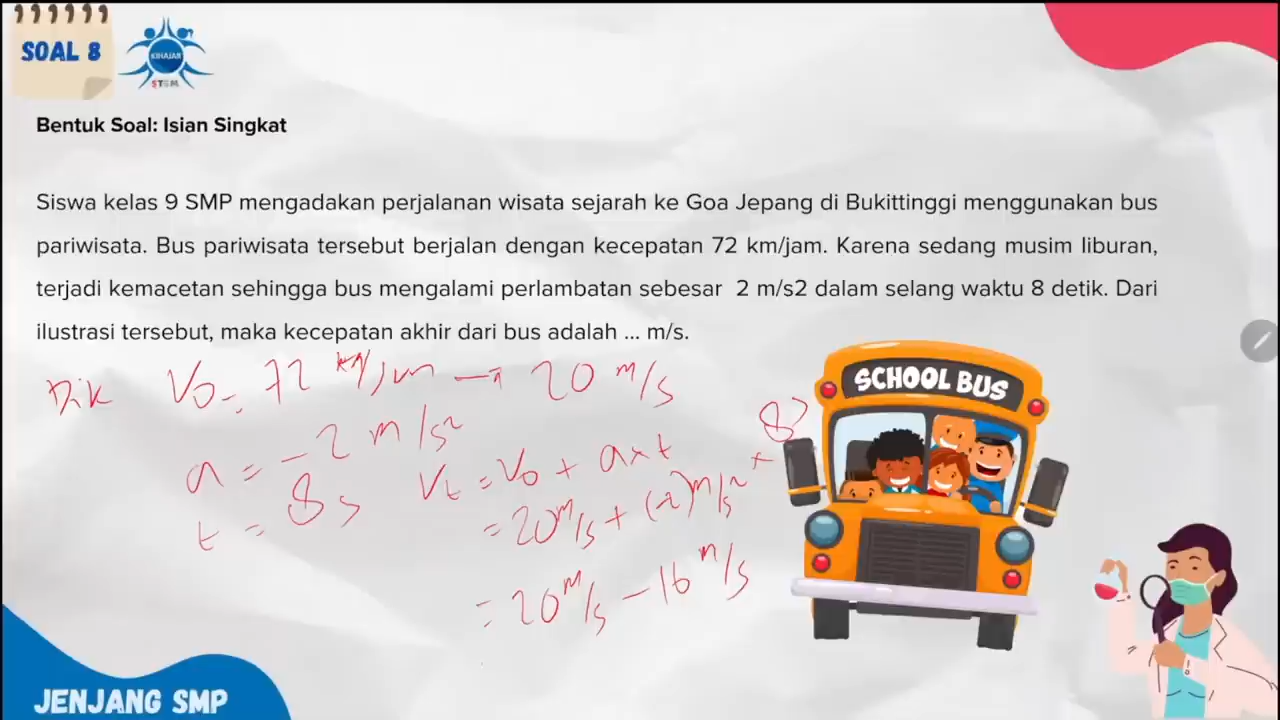 SOAL 8
KIHAJAR
STEM
Bentuk Soal: Isian Singkat
Siswa kelas 9 SMP mengadakan perjalanan wisata sejarah ke Goa Jepang di Bukittinggi menggunakan bus
pariwisata. Bus pariwisata tersebut berjalan dengan kecepatan 72 km/jam. Karena sedang musim liburan,
terjadi kemacetan sehingga bus mengalami perlambatan sebesar 2 m/s2 dalam selang waktu 8 detik. Dari
ilustrasi tersebut, maka kecepatan akhir dari bus adalah ... m/s.
Dik V0 = 72 km/jam → 20 m/s
a = -2 m/s²
t = 8 s
Vt = V0 + a x t
= 20 m/s + (-2) m/s² x 8
= 20 m/s - 16 m/s
SCHOOL BUS
JENJANG SMP